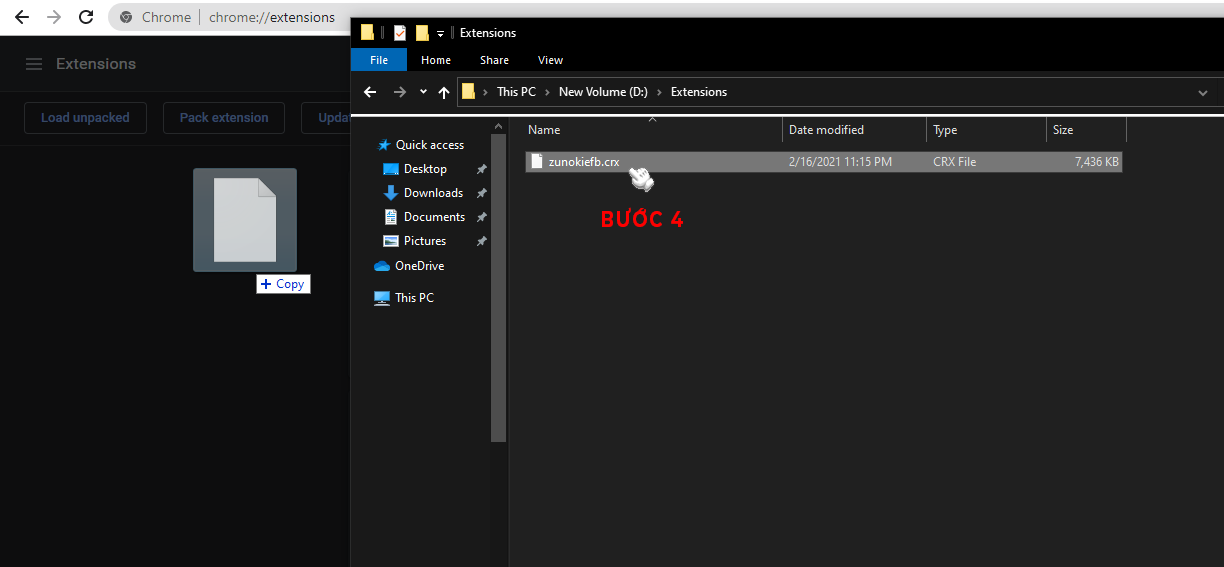 Chrome | chrome://extensions
Extensions
Load unpacked
Pack extension
Upda
+ Copy
Extensions
File
Home
Share
View
This PC
New Volume (D:)
Extensions
Quick access
Desktop
Downloads
Documents
Pictures
OneDrive
This PC
Name
Date modified
Type
Size
zunokiefb.crx
2/16/2021 11:15 PM
CRX File
7,436 KB
BƯỚC 4